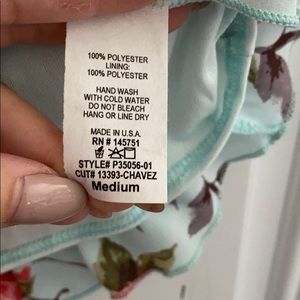 100% POLYESTER
LINING:
100% POLYESTER
HAND WASH
WITH COLD WATER
DO NOT BLEACH
HANG OR LINE DRY
MADE IN U.S.A.
RN # 145751
STYLE# P35056-01
CUT# 13393-CHAVEZ
Medium